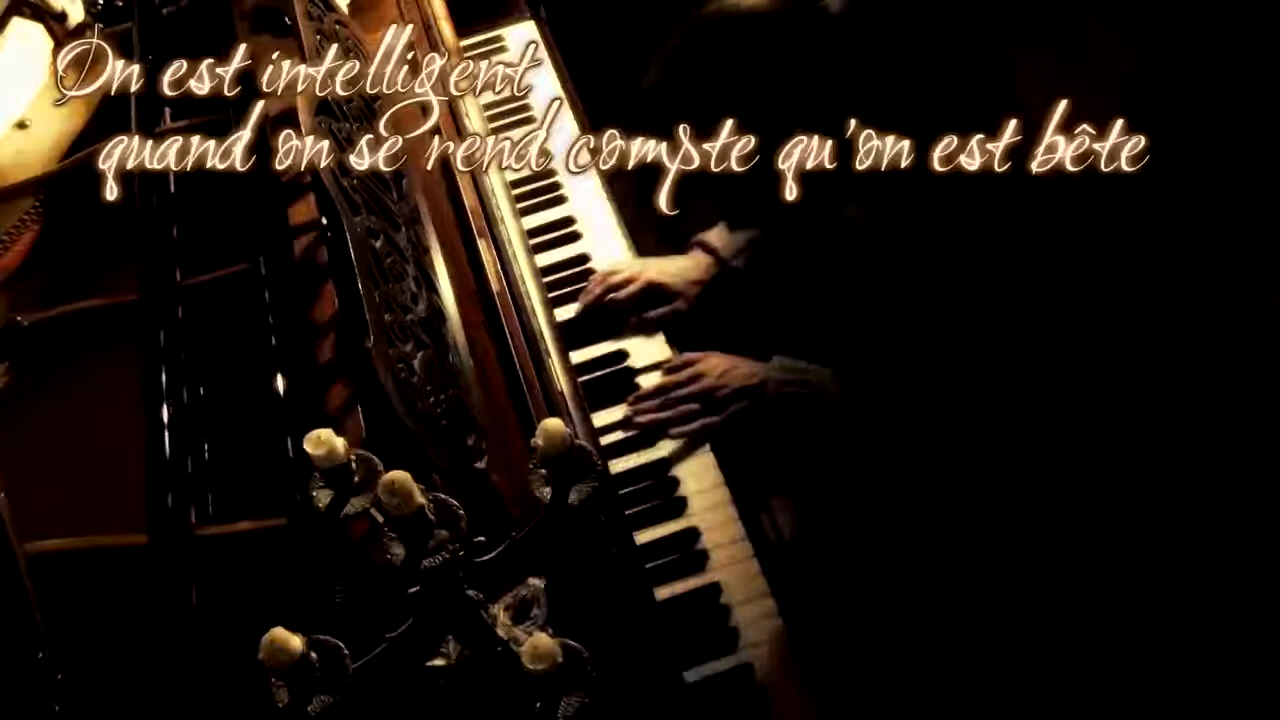 On est intelligent
quand on se rend compte qu'on est bête